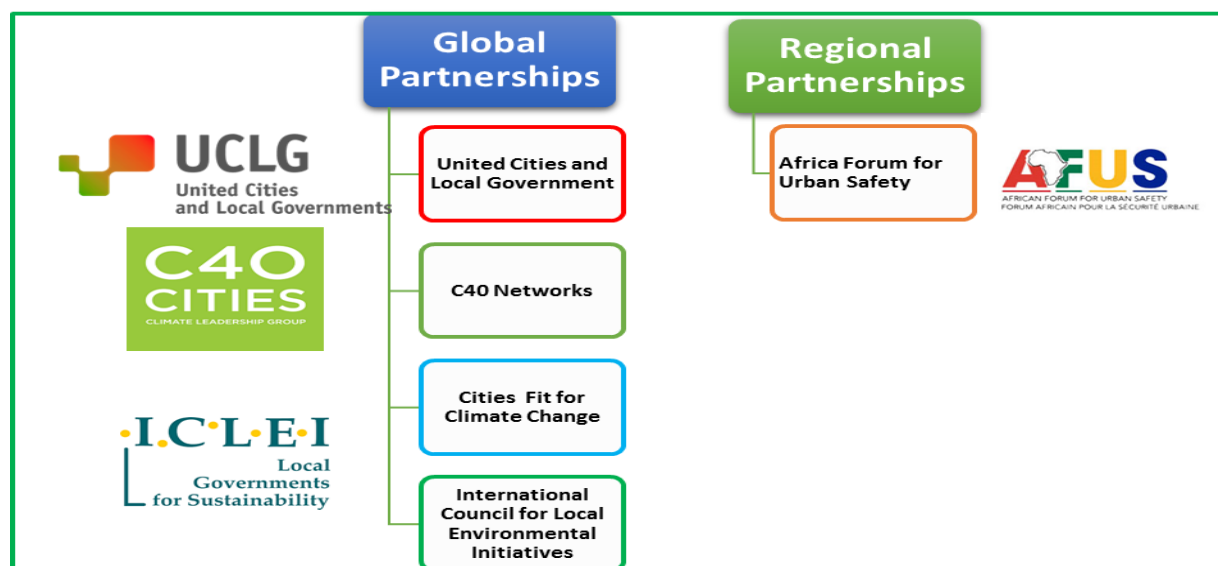 Global
Partnerships
Regional
Partnerships
UCLG
United Cities
and Local Governments
United Cities and
Local Government
Africa Forum for
Urban Safety
AFUS
AFRICAN FORUM FOR URBAN SAFETY
FORUM AFRICAIN POUR LA SÉCURITÉ URBAINE
C40
CITIES
CLIMATE LEADERSHIP GROUP
C40 Networks
Cities Fit for
Climate Change
·I.C·L·E·I
Local
Governments
for Sustainability
International
Council for Local
Environmental
Initiatives